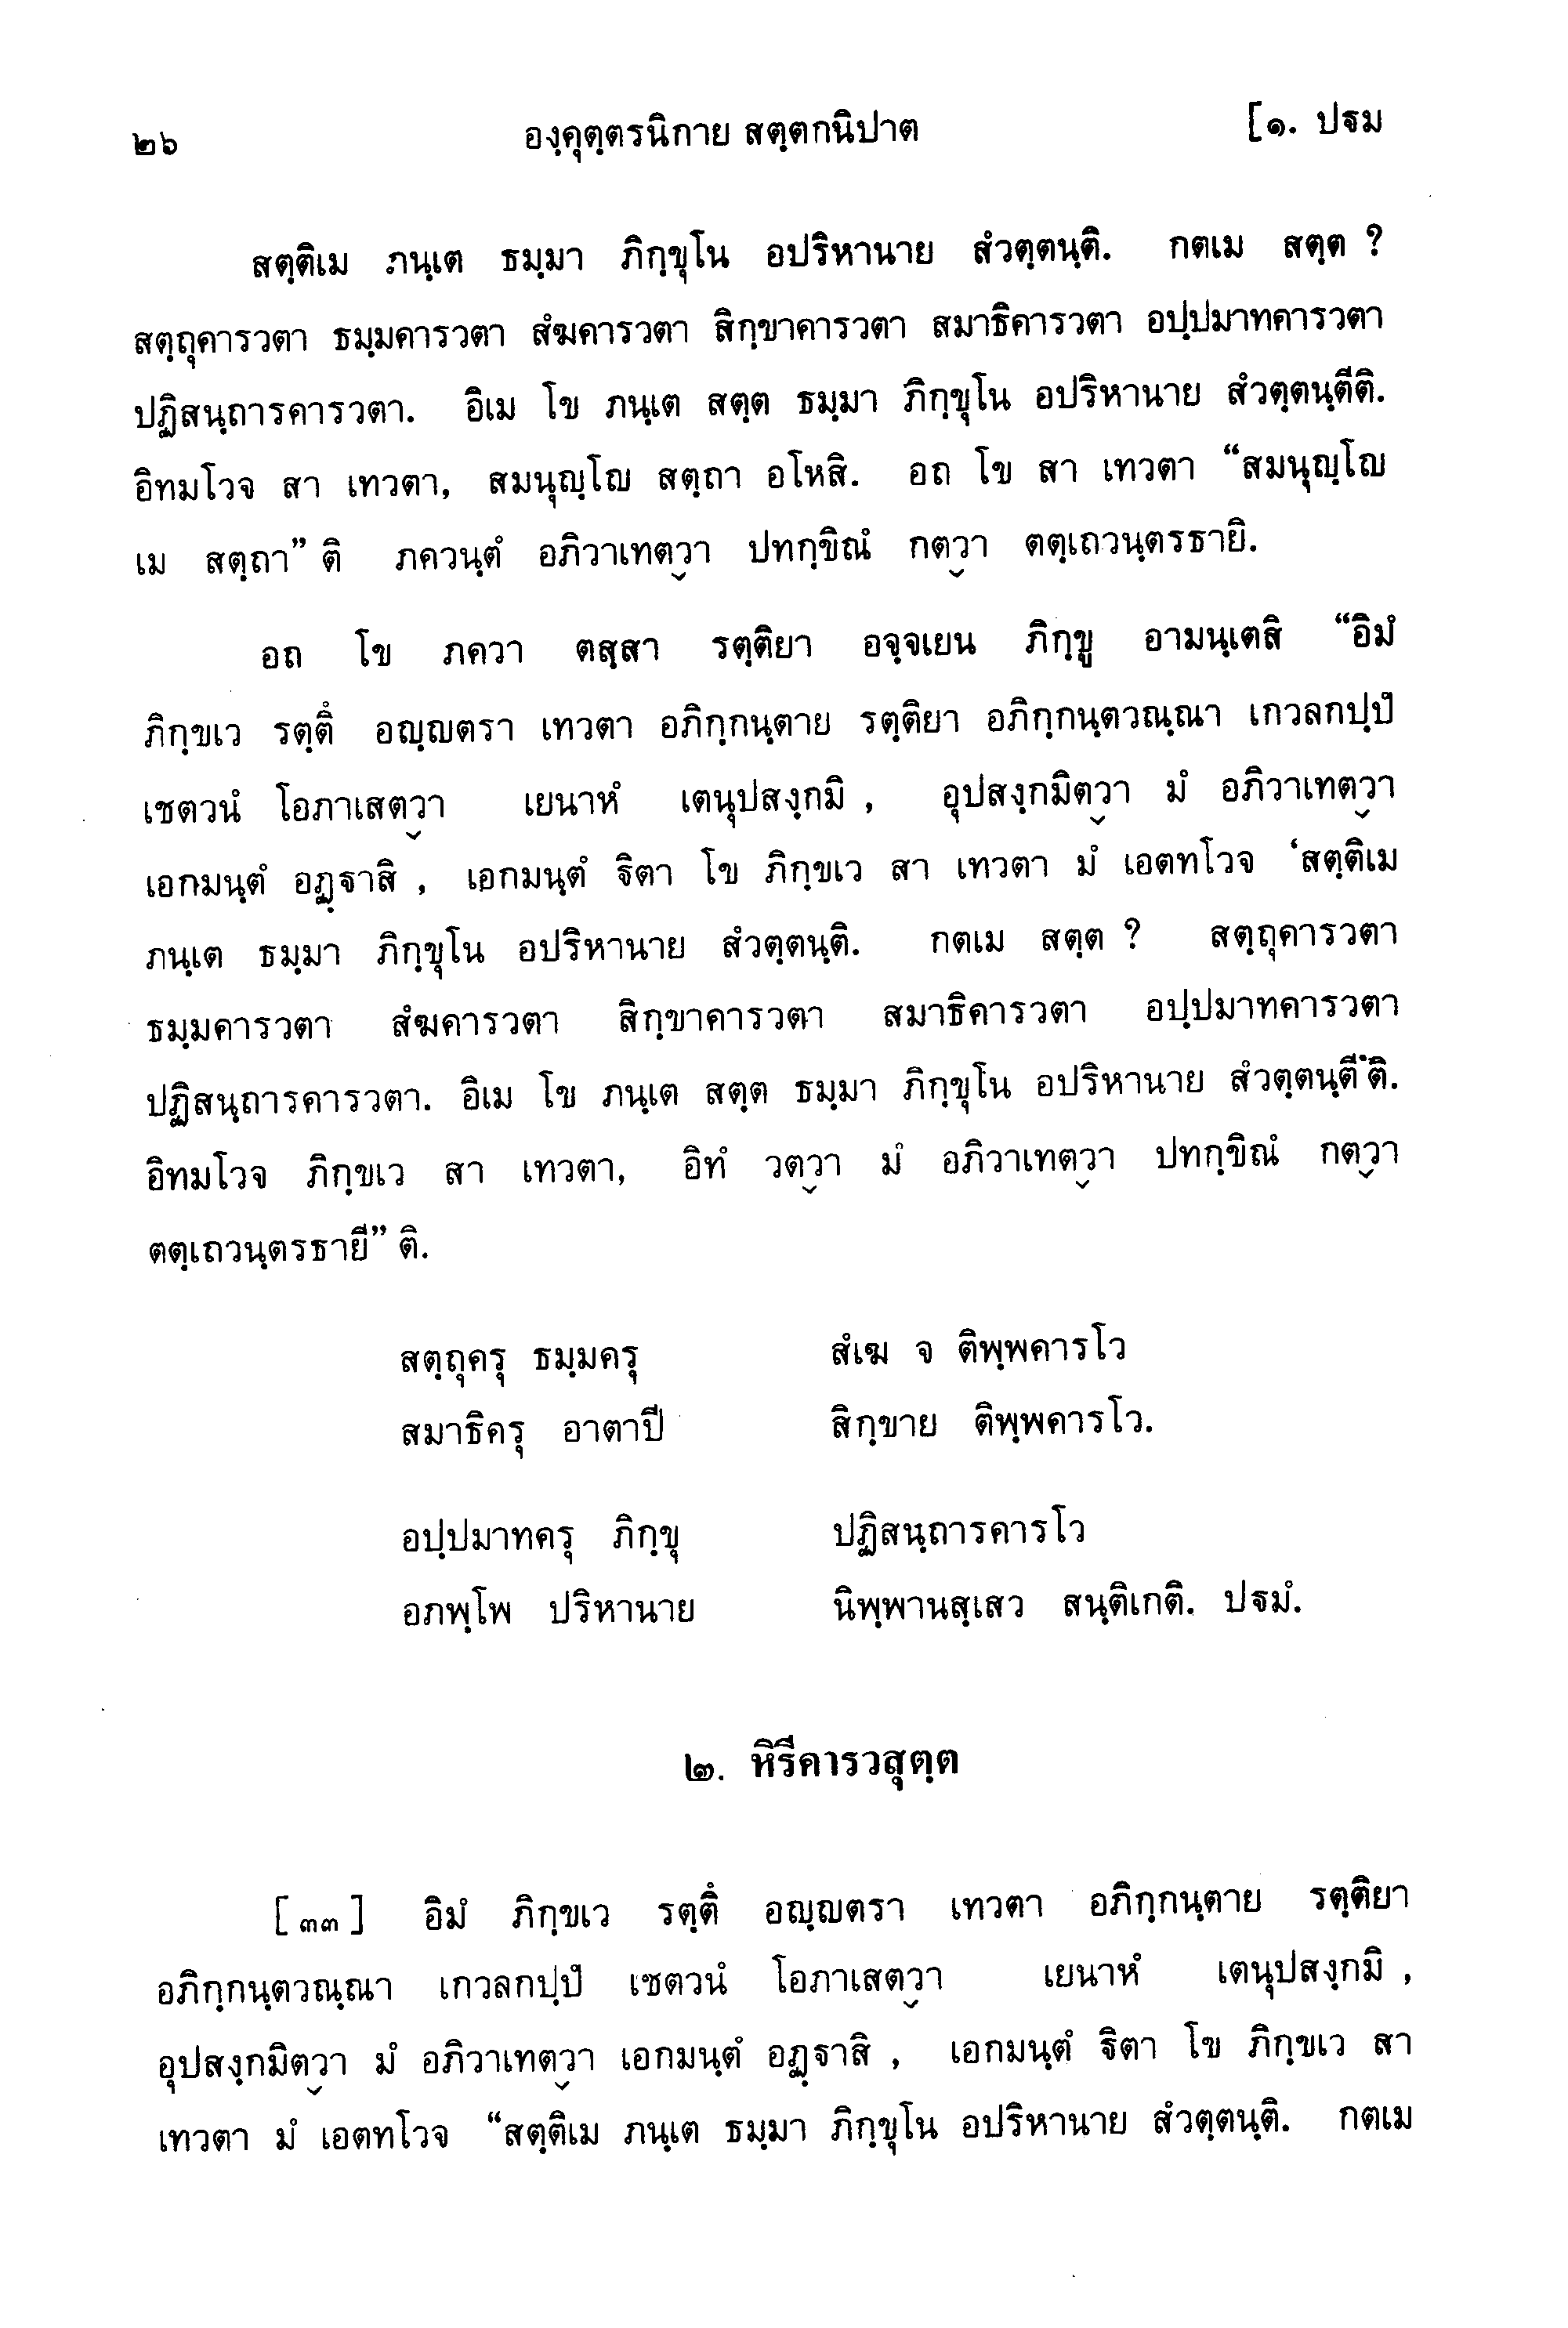 ๒๖ องฺคุตฺตรนิกาย สตฺตกนิปาต [๑. ปฐม
สตฺติเม ภนฺเต ธมฺมา ภิกฺขุโน อปริหานาย สํวตฺตนฺติ. กตเม สตฺต ?
สตฺถุคารวตา ธมฺมคารวตา สํฆคารวตา สิกฺขาคารวตา สมาธิคารวตา อปฺปมาทคารวตา
ปฏิสนฺถารคารวตา. อิเม โข ภนฺเต สตฺต ธมฺมา ภิกฺขุโน อปริหานาย สํวตฺตนฺตีติ.
อิทมโวจ สา เทวตา, สมนุญฺโญ สตฺถา อโหสิ. อถ โข สา เทวตา “สมนุญฺโญ
เม สตฺถา” ติ ภควนฺตํ อภิวาเทตฺวา ปทกฺขิณํ กตฺวา ตตฺเถวนฺตรธายิ.
อถ โข ภควา ตสฺสา รตฺติยา อจฺจเยน ภิกฺขู อามนฺเตสิ “อิมํ
ภิกฺขเว รตฺตึ อญฺญตรา เทวตา อภิกฺกนฺตาย รตฺติยา อภิกฺกนฺตวณฺณา เกวลกปฺปํ
เชตวนํ โอภาเสตฺวา เยนาหํ เตนุปสงฺกมิ , อุปสงฺกมิตฺวา มํ อภิวาเทตฺวา
เอกมนฺตํ อฏฺฐาสิ , เอกมนฺตํ ฐิตา โข ภิกฺขเว สา เทวตา มํ เอตทโวจ ‘สตฺติเม
ภนฺเต ธมฺมา ภิกฺขุโน อปริหานาย สํวตฺตนฺติ. กตเม สตฺต ? สตฺถุคารวตา
ธมฺมคารวตา สํฆคารวตา สิกฺขาคารวตา สมาธิคารวตา อปฺปมาทคารวตา
ปฏิสนฺถารคารวตา. อิเม โข ภนฺเต สตฺต ธมฺมา ภิกฺขุโน อปริหานาย สํวตฺตนฺตี’ติ.
อิทมโวจ ภิกฺขเว สา เทวตา, อิทํ วตฺวา มํ อภิวาเทตฺวา ปทกฺขิณํ กตฺวา
ตตฺเถวนฺตรธายี” ติ.
สตฺถุครุ ธมฺมครุ สํเฆ จ ติพฺพคารโว
สมาธิครุ อาตาปี สิกฺขาย ติพฺพคารโว.
อปฺปมาทครุ ภิกฺขุ ปฏิสนฺถารคารโว
อภพฺโพ ปริหานาย นิพฺพานสฺเสว สนฺติเกติ. ปฐมํ.
๒. หิรีคารวสุตฺต
[๓๓] อิมํ ภิกฺขเว รตฺตึ อญฺญตรา เทวตา อภิกฺกนฺตาย รตฺติยา
อภิกฺกนฺตวณฺณา เกวลกปฺปํ เชตวนํ โอภาเสตฺวา เยนาหํ เตนุปสงฺกมิ ,
อุปสงฺกมิตฺวา มํ อภิวาเทตฺวา เอกมนฺตํ อฏฺฐาสิ , เอกมนฺตํ ฐิตา โข ภิกฺขเว สา
เทวตา มํ เอตทโวจ “สตฺติเม ภนฺเต ธมฺมา ภิกฺขุโน อปริหานาย สํวตฺตนฺติ. กตเม